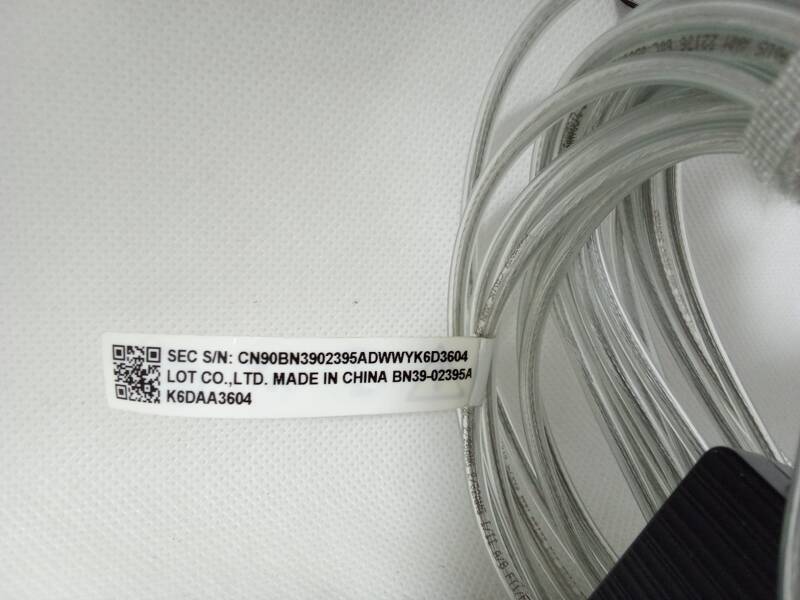 SEC S/N: CN90BN3902395ADWWYK6D3604
LOT CO.,LTD. MADE IN CHINA BN39-02395A
K6DAA3604